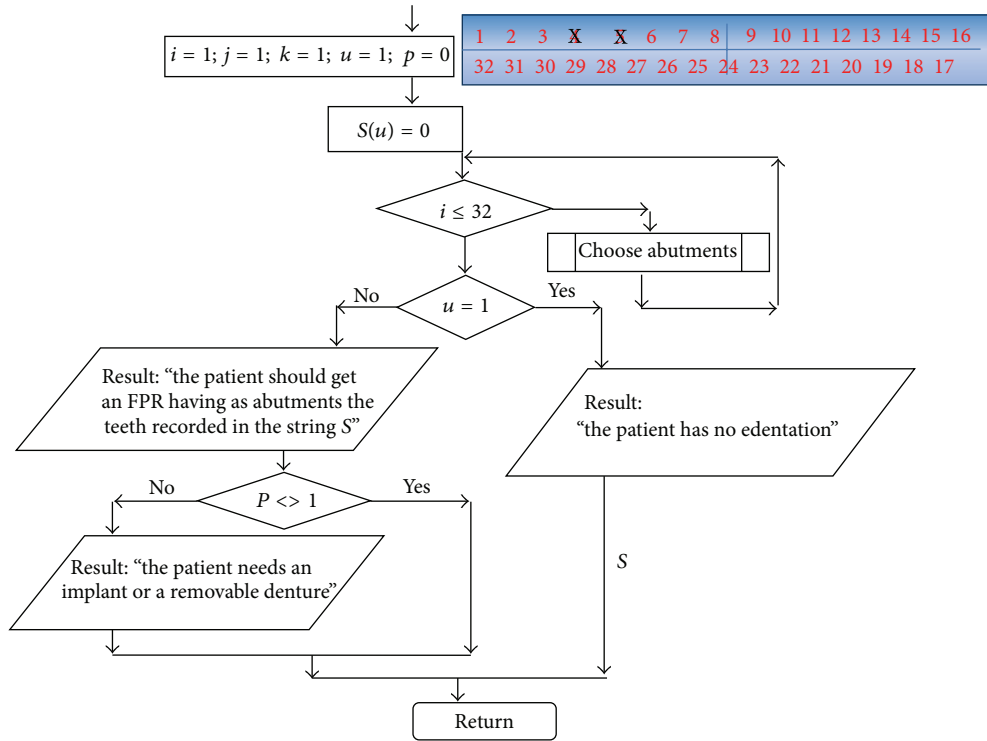 i = 1; j = 1; k = 1; u = 1; p = 0
1 2 3 X X 6 7 8 9 10 11 12 13 14 15 16
32 31 30 29 28 27 26 25 24 23 22 21 20 19 18 17
S(u) = 0
i ≤ 32
Choose abutments
No
u = 1
Yes
Result: “the patient should get
an FPR having as abutments the
teeth recorded in the string S”
Result:
“the patient has no edentation”
No
P <> 1
Yes
Result: “the patient needs an
implant or a removable denture”
S
Return